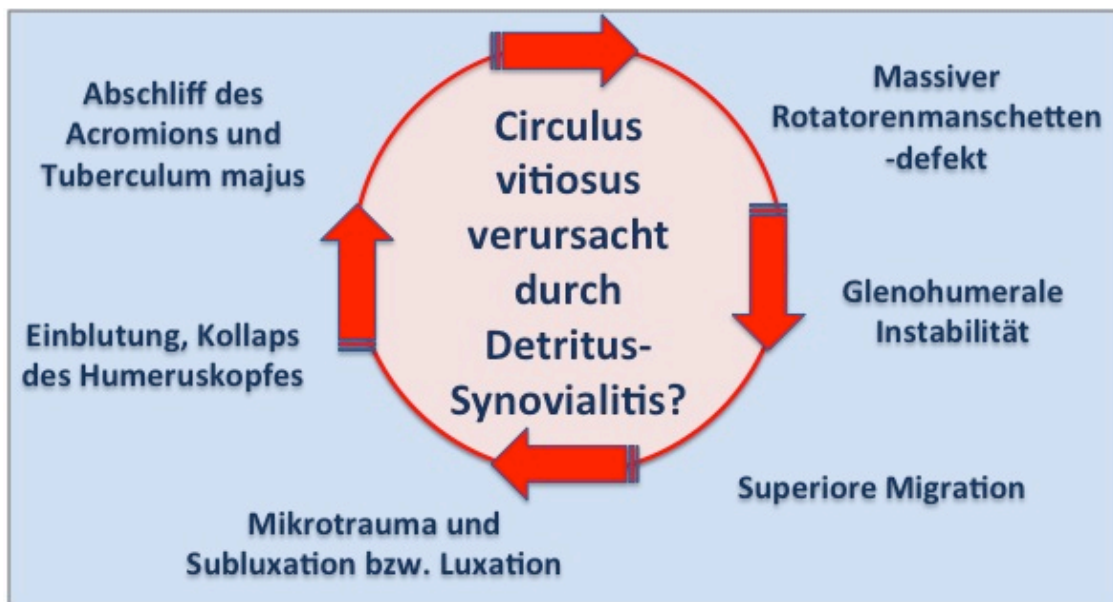 Circulus
vitiosus
verursacht
durch
Detritus-
Synovialitis?
Massiver
Rotatorenmanschetten
-defekt
Glenohumerale
Instabilität
Superiore Migration
Mikrotrauma und
Subluxation bzw. Luxation
Einblutung, Kollaps
des Humeruskopfes
Abschliff des
Acromions und
Tuberculum majus